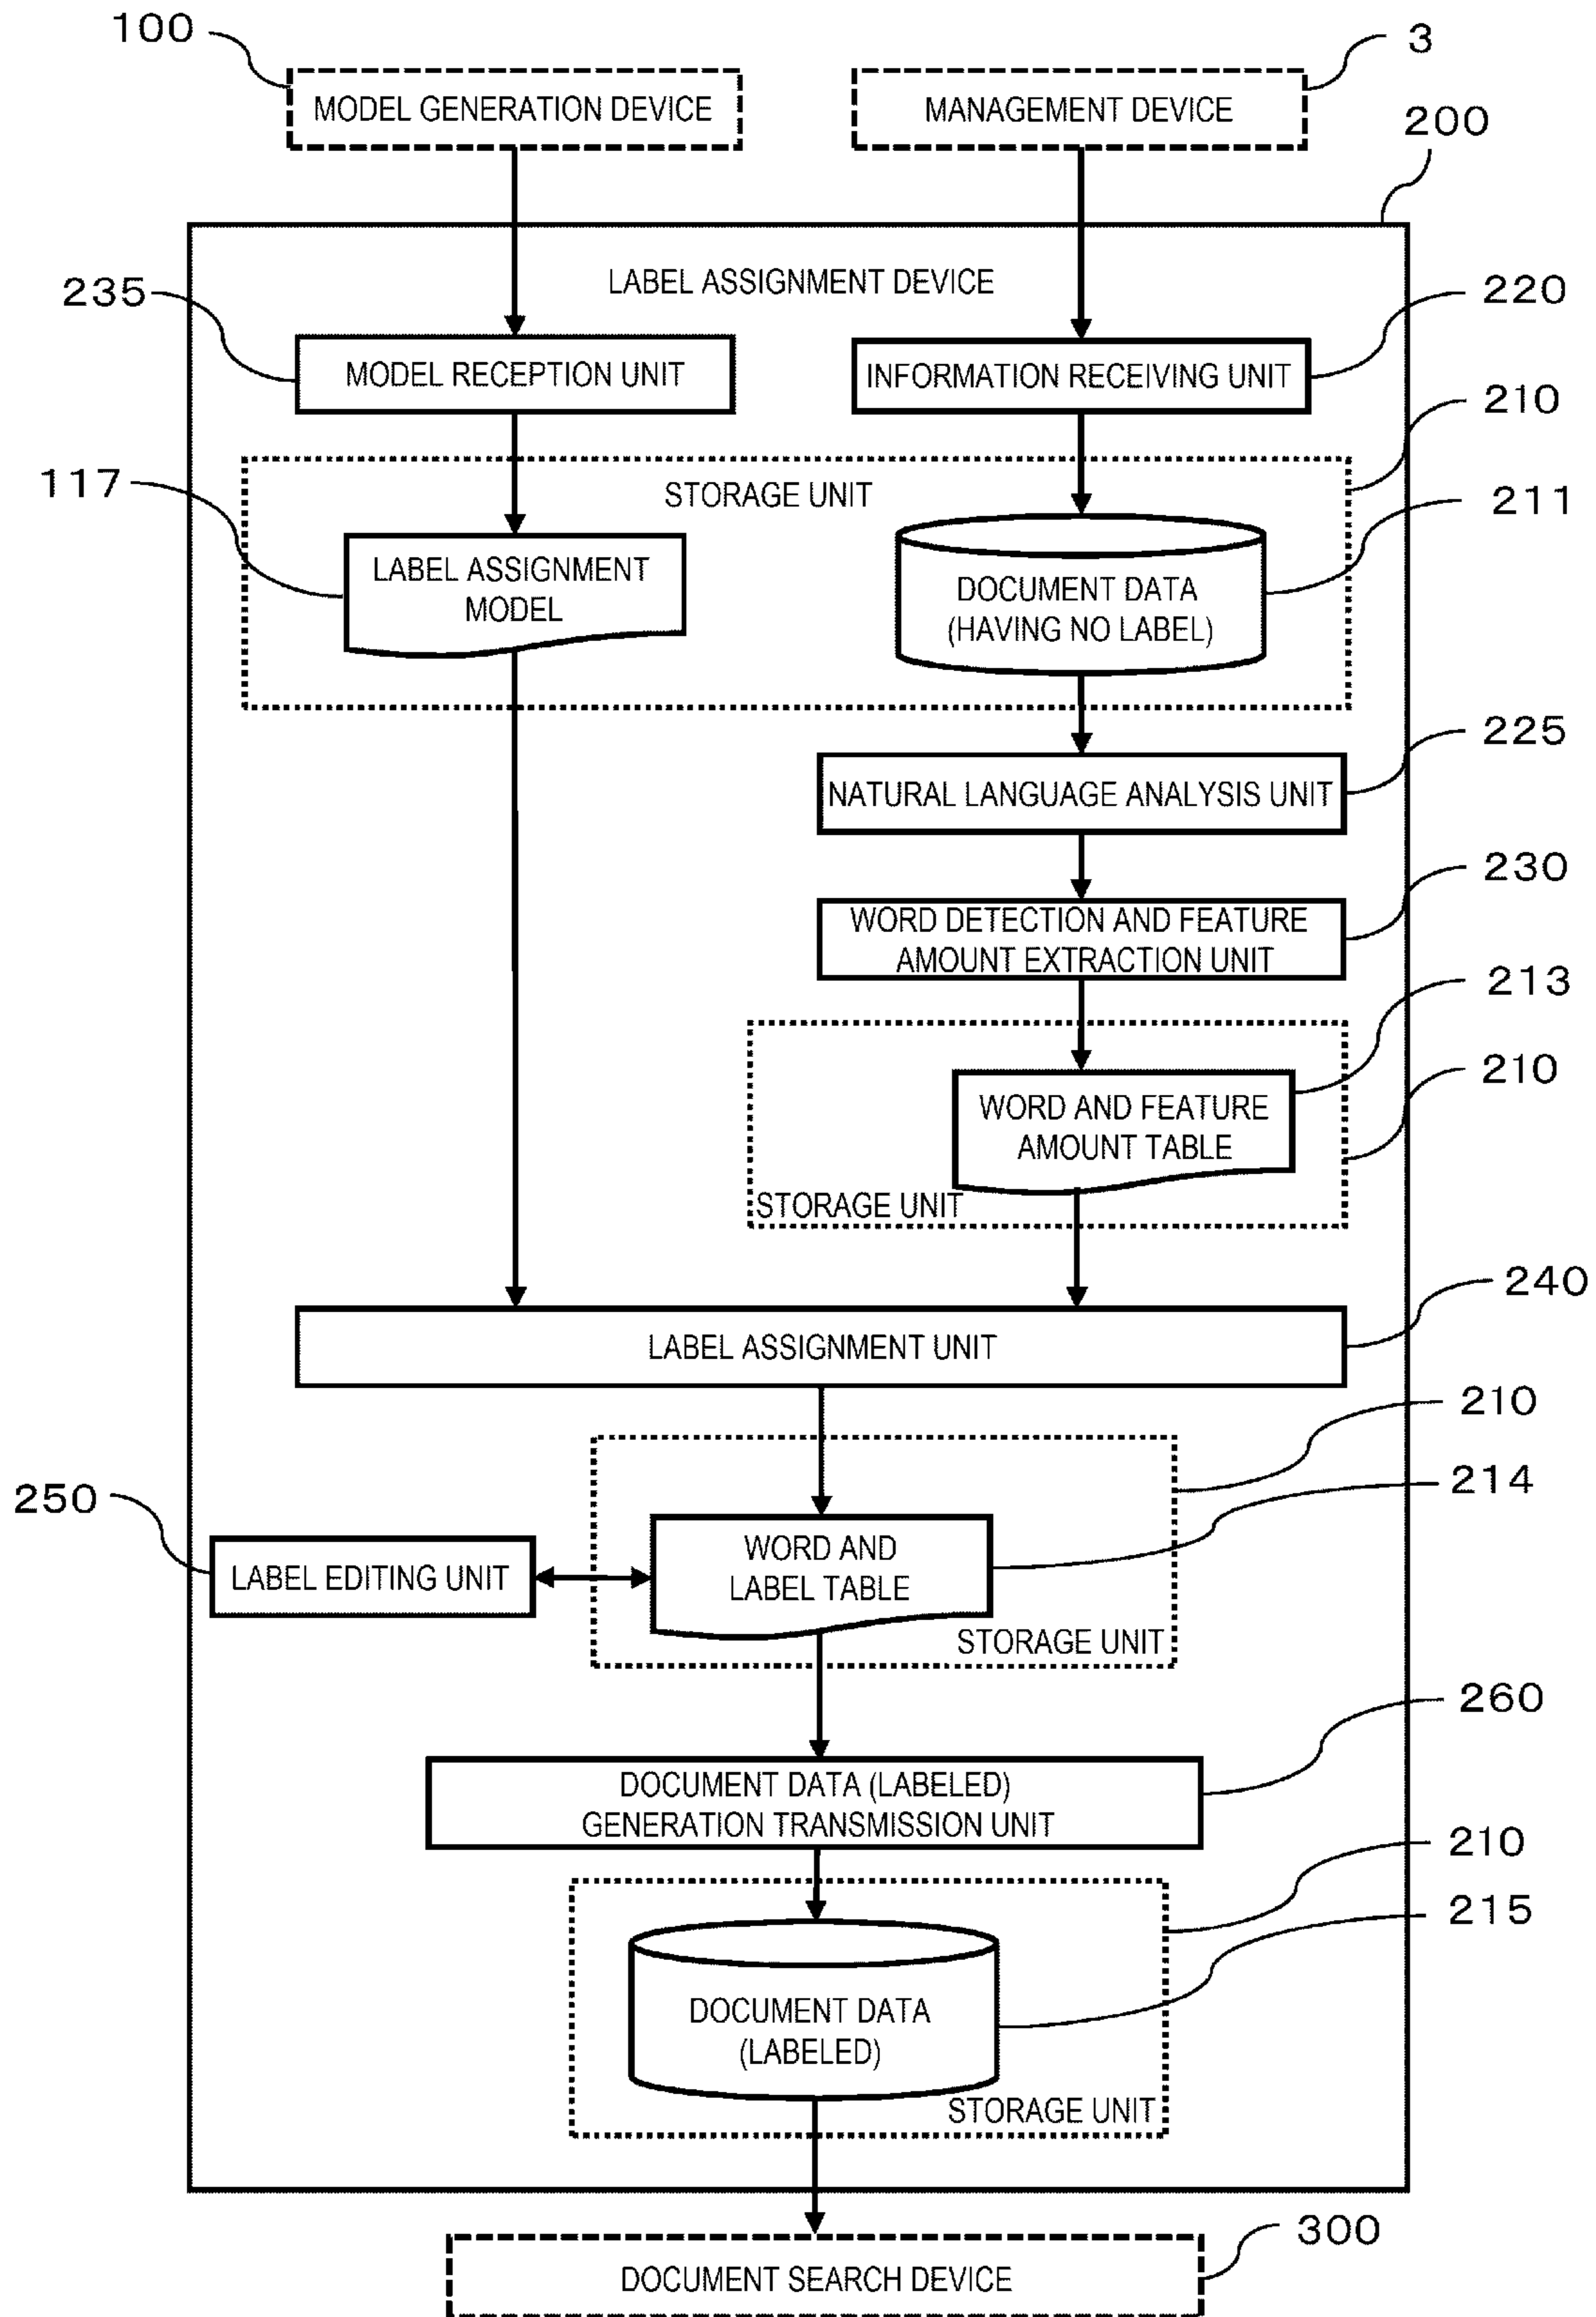 100
3
MODEL GENERATION DEVICE
MANAGEMENT DEVICE
200
LABEL ASSIGNMENT DEVICE
235
220
MODEL RECEPTION UNIT
INFORMATION RECEIVING UNIT
210
117
STORAGE UNIT
211
LABEL ASSIGNMENT
MODEL
DOCUMENT DATA
(HAVING NO LABEL)
225
NATURAL LANGUAGE ANALYSIS UNIT
230
WORD DETECTION AND FEATURE
AMOUNT EXTRACTION UNIT
213
210
WORD AND FEATURE
AMOUNT TABLE
STORAGE UNIT
240
LABEL ASSIGNMENT UNIT
210
214
250
WORD AND
LABEL TABLE
LABEL EDITING UNIT
STORAGE UNIT
260
DOCUMENT DATA (LABELED)
GENERATION TRANSMISSION UNIT
210
215
DOCUMENT DATA
(LABELED)
STORAGE UNIT
300
DOCUMENT SEARCH DEVICE